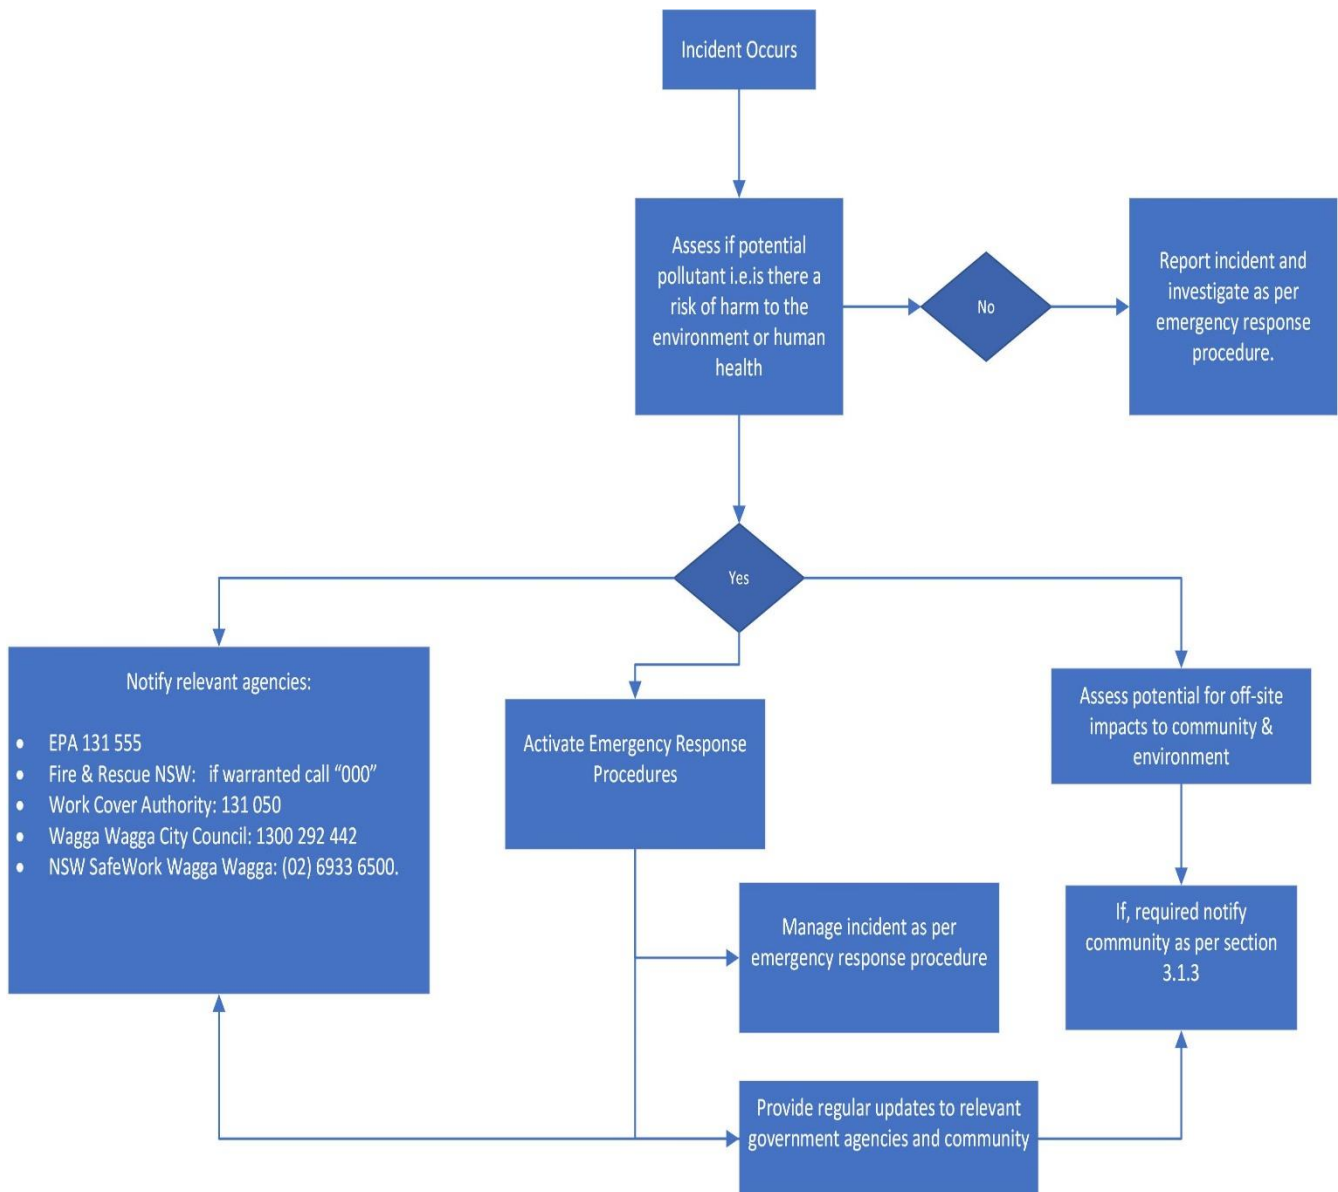 Incident Occurs
Assess if potential
pollutant i.e.is there a
risk of harm to the
environment or human
health
No
Report incident and
investigate as per
emergency response
procedure.
Yes
Notify relevant agencies:
• EPA 131 555
• Fire & Rescue NSW: if warranted call “000”
• Work Cover Authority: 131 050
• Wagga Wagga City Council: 1300 292 442
• NSW SafeWork Wagga Wagga: (02) 6933 6500.
Activate Emergency Response
Procedures
Assess potential for off-site
impacts to community &
environment
Manage incident as per
emergency response procedure
If, required notify
community as per section
3.1.3
Provide regular updates to relevant
government agencies and community